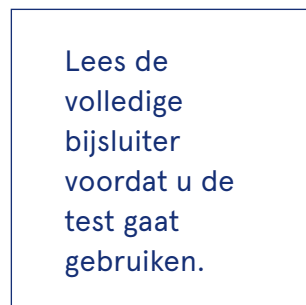 Lees de
volledige
bijsluiter
voordat u de
test gaat
gebruiken.